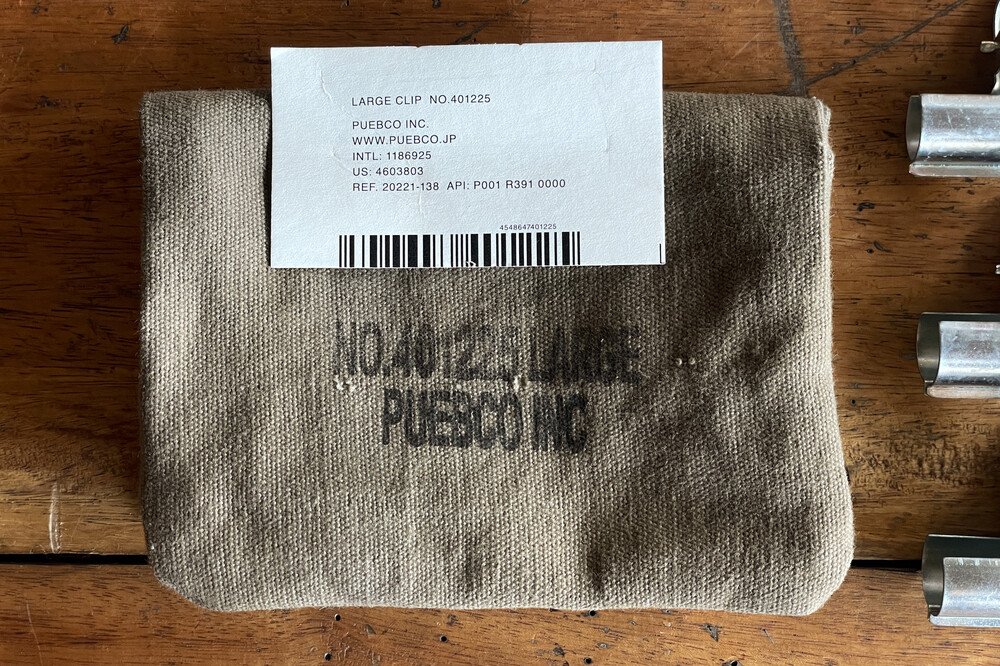 LARGE CLIP NO.401225
PUEBCO INC.
WWW.PUEBCO.JP
INTL: 1186925
US: 4603803
REF. 20221-138 API: P001 R391 0000
4548647401225
NO.401225 LARGE
PUEBCO INC